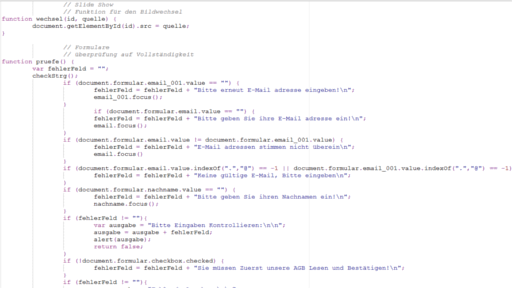 // Slide Show
// Funktion für den Bildwechsel
function wechsel(id, quelle) {
document.getElementById(id).src = quelle;
}
// Formulare
// überprüfung auf Vollständigkeit
function pruefe() {
var fehlerFeld = "";
checkStrg();
if (document.formular.email_001.value == "") {
fehlerFeld = fehlerFeld + "Bitte erneut E-Mail adresse eingeben!\n";
email_001.focus();
}
if (document.formular.email.value == "") {
fehlerFeld = fehlerFeld + "Bitte geben Sie ihre E-Mail adresse ein!\n";
email.focus();
}
if (document.formular.email.value != document.formular.email_001.value) {
fehlerFeld = fehlerFeld + "E-Mail adressen stimmen nicht überein\n";
email.focus()
}
if (document.formular.email.value.indexOf(".","@") == -1 || document.formular.email_001.value.indexOf(".","@") == -1)
fehlerFeld = fehlerFeld + "Keine gültige E-Mail, Bitte eingeben\n";
}
if (document.formular.nachname.value == "") {
fehlerFeld = fehlerFeld + "Bitte geben Sie ihren Nachnamen ein!\n";
nachname.focus();
}
if (fehlerFeld != ""){
var ausgabe = "Bitte Eingaben Kontrollieren:\n\n";
ausgabe = ausgabe + fehlerFeld;
alert(ausgabe);
return false;
}
if (!document.formular.checkbox.checked) {
fehlerFeld = fehlerFeld + "Sie müssen Zuerst unsere AGB Lesen und Bestätigen!\n";
}
if (fehlerFeld != ""){